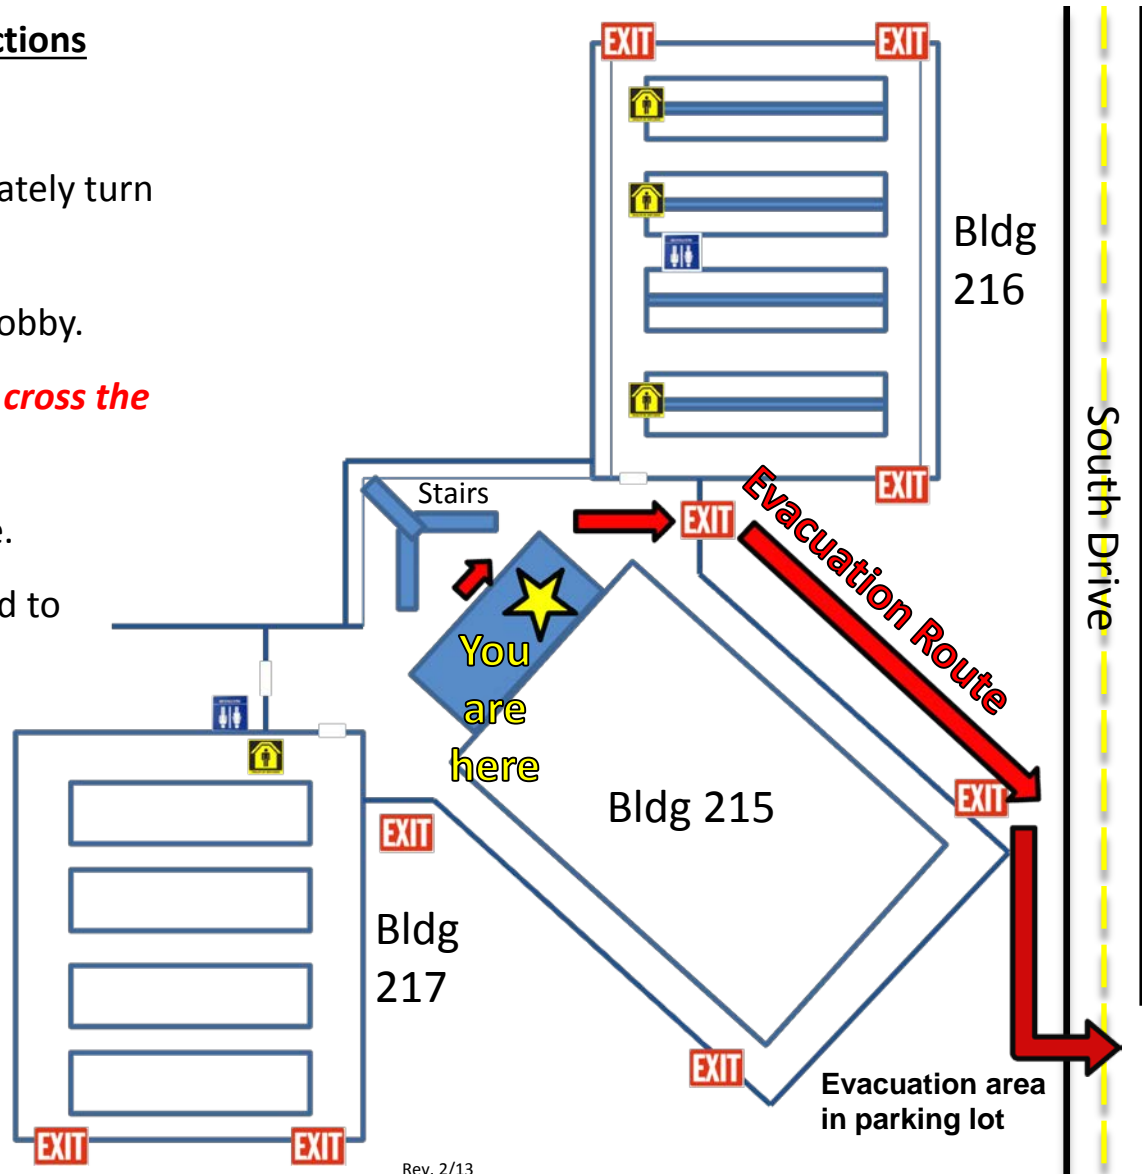 ctions
ately turn
obby.
cross the
e.
d to
EXIT
EXIT
Bldg
216
South Drive
Stairs
EXIT
EXIT
Evacuation Route
You
are
here
EXIT
Bldg 215
EXIT
Bldg
217
EXIT
Evacuation area
in parking lot
EXIT
EXIT
Rev. 2/13